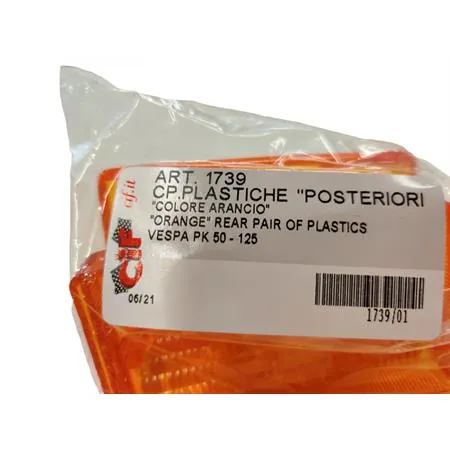 ART. 1739
CP.PLASTICHE "POSTERIORI
"COLORE ARANCIO"
"ORANGE" REAR PAIR OF PLASTICS
VESPA PK 50 - 125
cif.it
CIF
06/21
1739/01